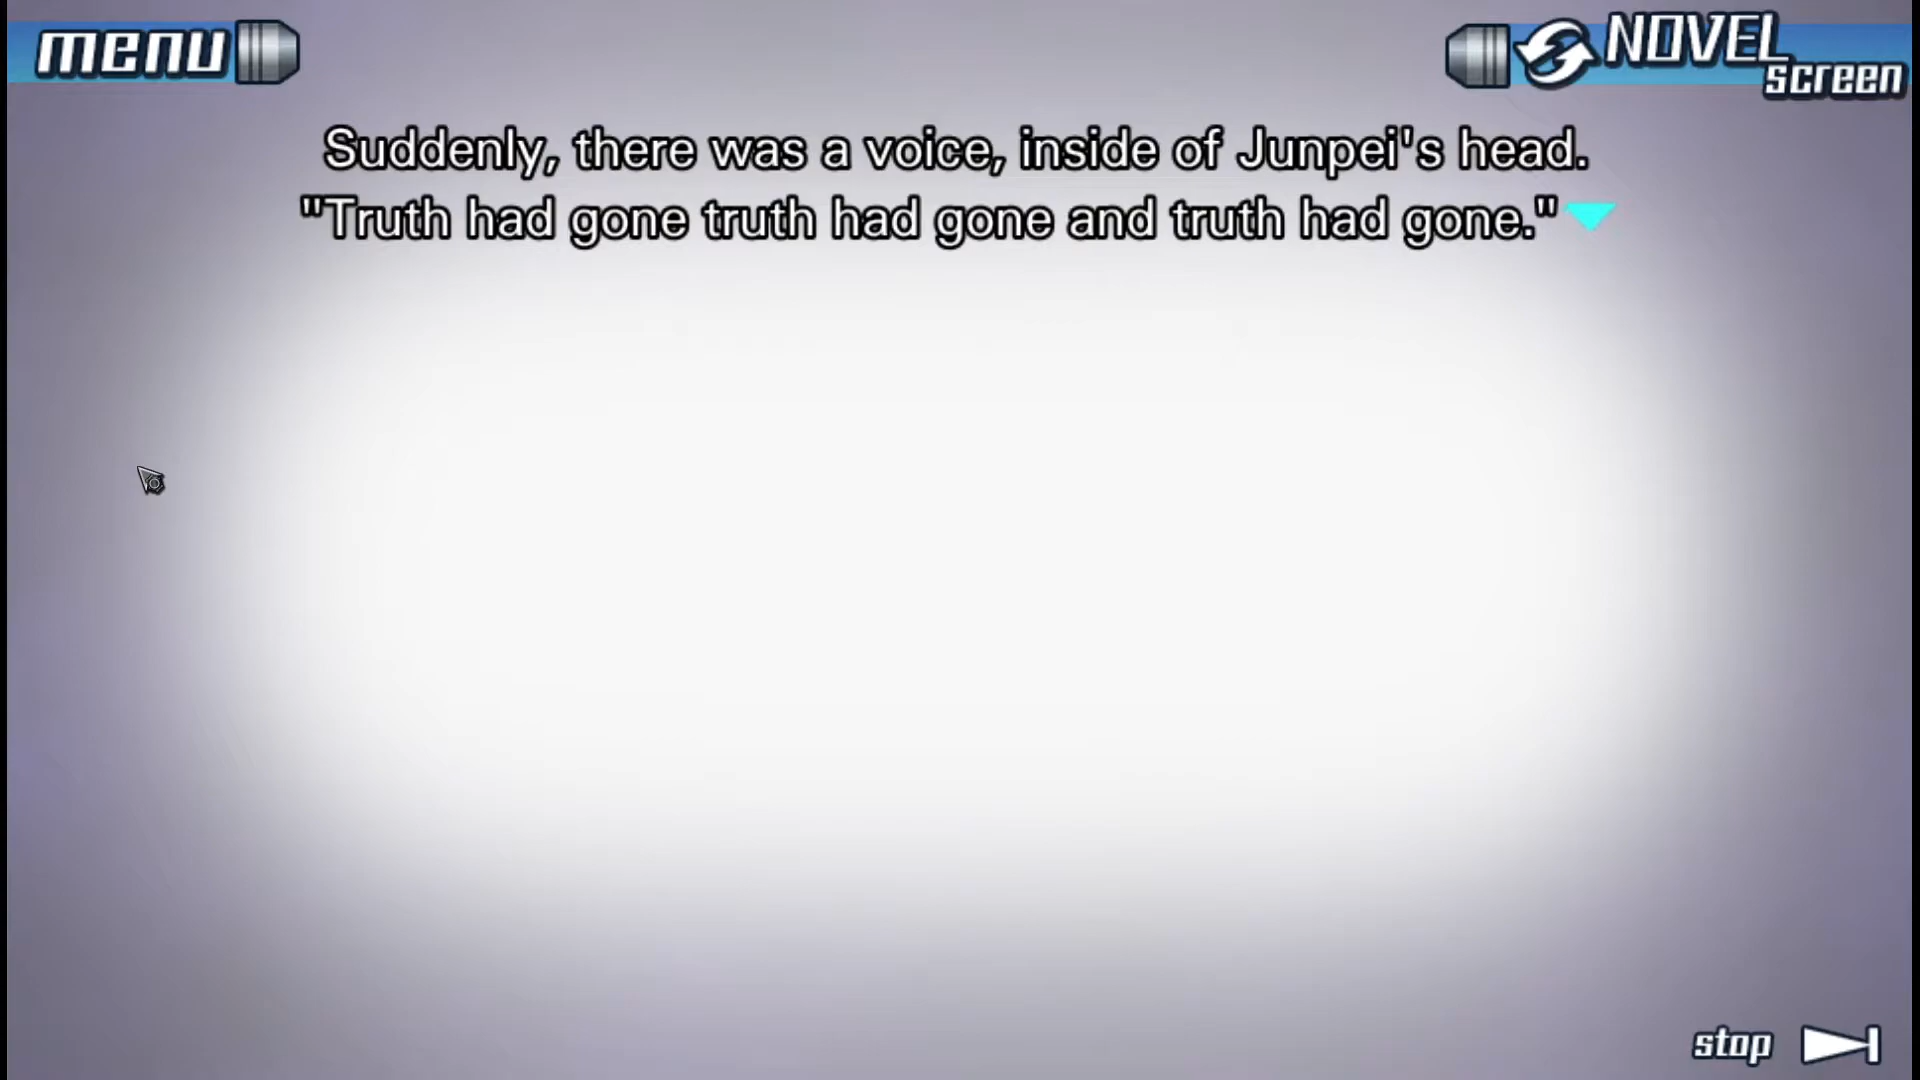 menu
NOVEL
screen
Suddenly, there was a voice, inside of Junpei's head.
"Truth had gone truth had gone and truth had gone."
stop